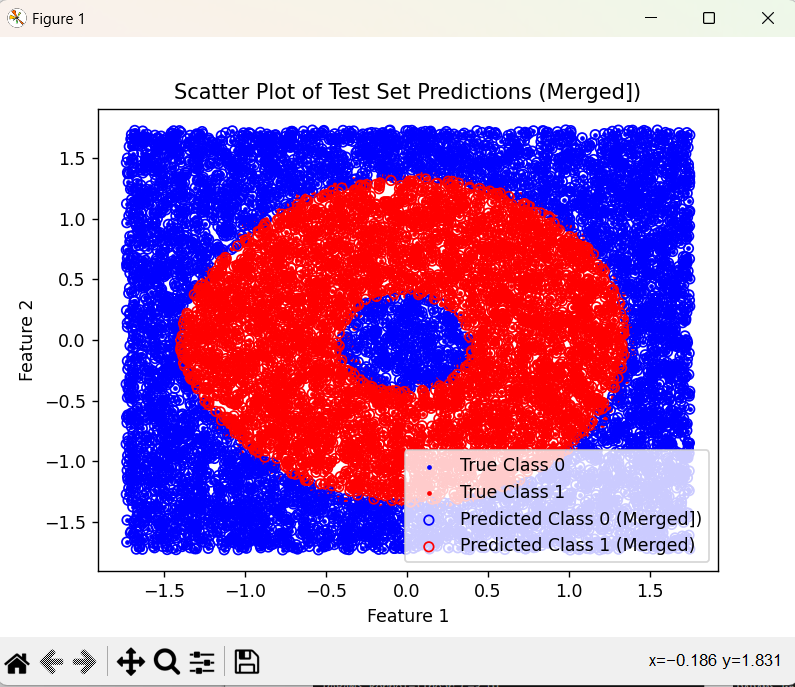 Figure 1
Scatter Plot of Test Set Predictions (Merged])
1.5
1.0
0.5
0.0
−0.5
−1.0
−1.5
Feature 2
True Class 0
True Class 1
Predicted Class 0 (Merged])
Predicted Class 1 (Merged)
−1.5 −1.0 −0.5 0.0 0.5 1.0 1.5
Feature 1
x=−0.186 y=1.831